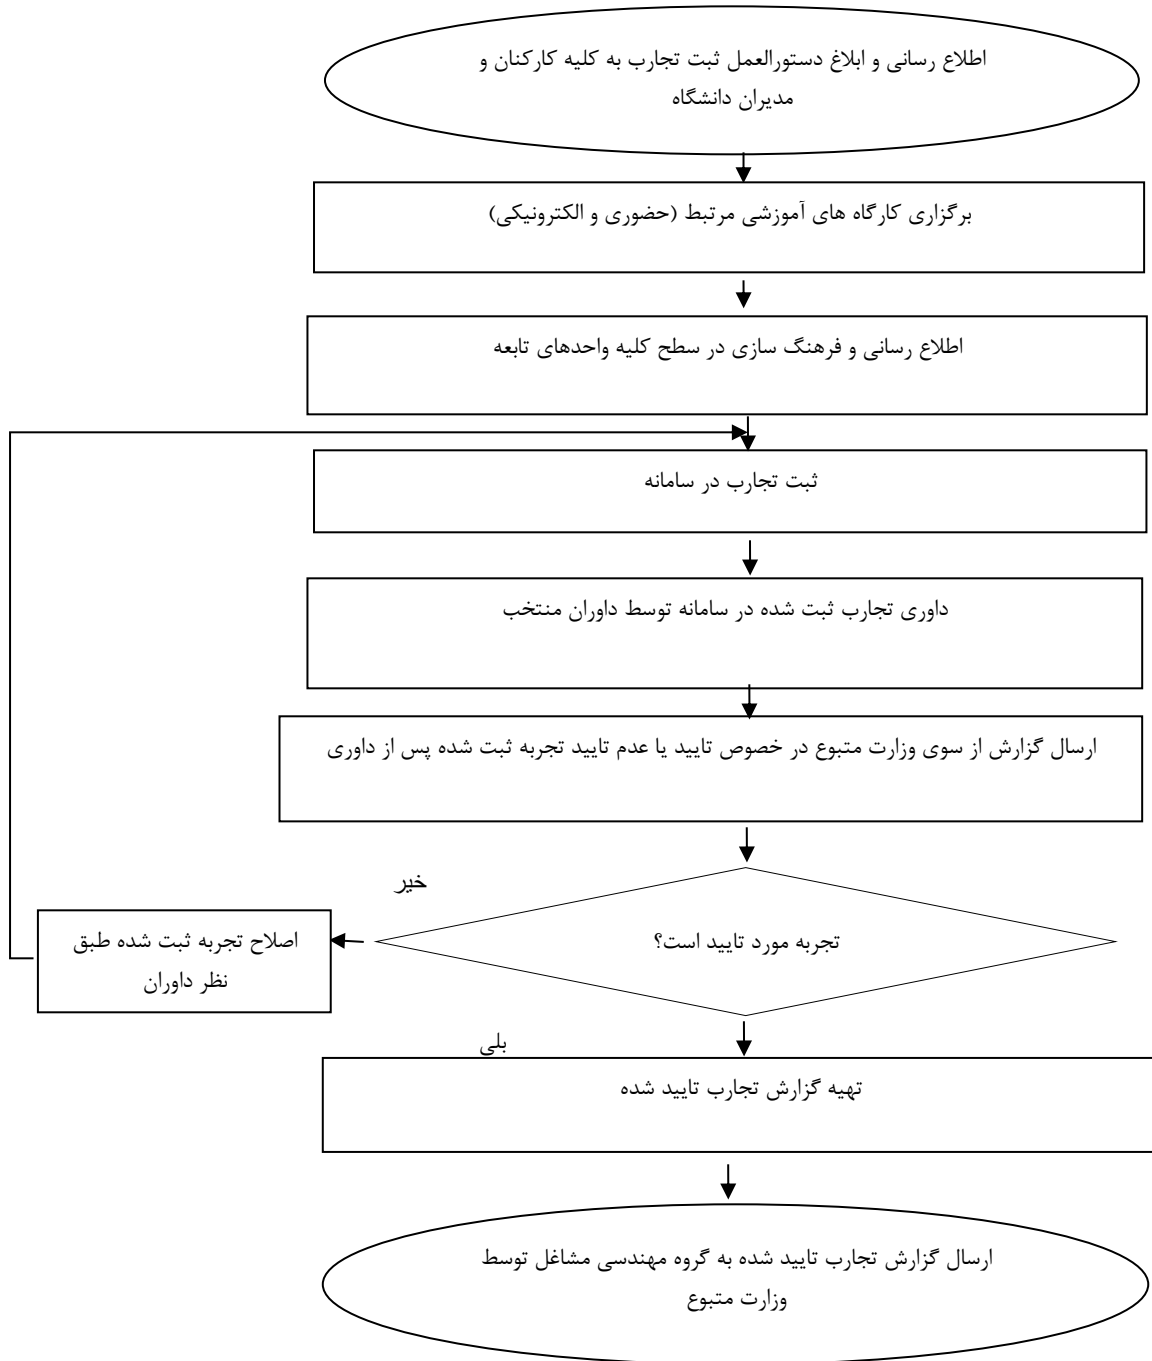 اطلاع رسانی و ابلاغ دستورالعمل ثبت تجارب به کلیه کارکنان و
مدیران دانشگاه
برگزاری کارگاه های آموزشی مرتبط (حضوری و الکترونیکی)
اطلاع رسانی و فرهنگ سازی در سطح کلیه واحدهای تابعه
ثبت تجارب در سامانه
داوری تجارب ثبت شده در سامانه توسط داوران منتخب
ارسال گزارش از سوی وزارت متبوع در خصوص تایید یا عدم تایید تجربه ثبت شده پس از داوری
تجربه مورد تایید است؟
خیر
اصلاح تجربه ثبت شده طبق
نظر داوران
بلی
تهیه گزارش تجارب تایید شده
ارسال گزارش تجارب تایید شده به گروه مهندسی مشاغل توسط
وزارت متبوع